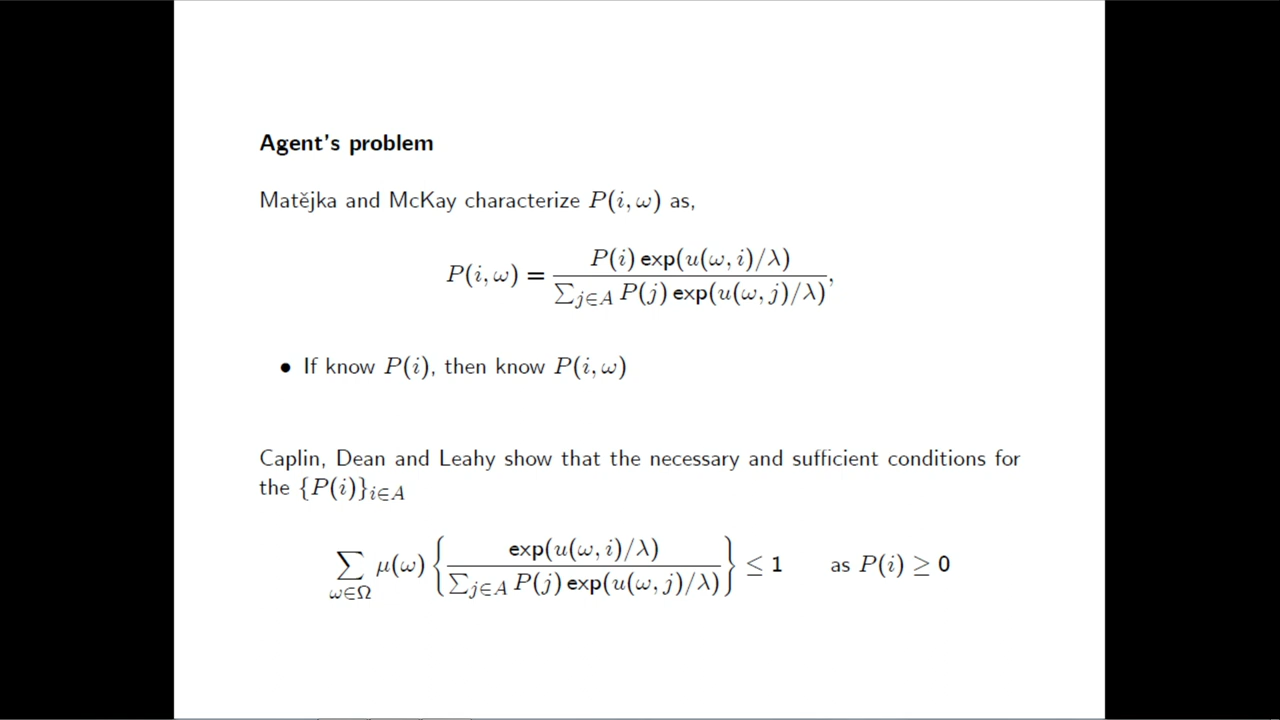 Agent's problem
Matějka and McKay characterize P(i, ω) as,
P(i, ω) = P(i) exp(u(ω, i)/λ) / ∑_{j∈A} P(j) exp(u(ω, j)/λ),
• If know P(i), then know P(i, ω)
Caplin, Dean and Leahy show that the necessary and sufficient conditions for
the {P(i)}_{i∈A}
∑_{ω∈Ω} μ(ω) { exp(u(ω, i)/λ) / ∑_{j∈A} P(j) exp(u(ω, j)/λ) } ≤ 1 as P(i) ≥ 0